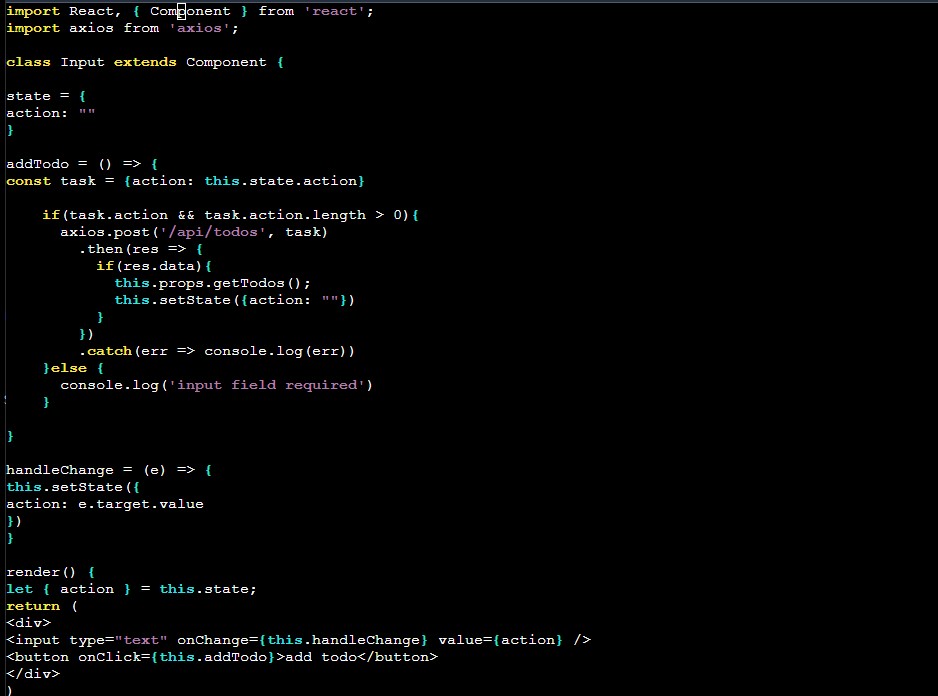 import React, { Component } from 'react';
import axios from 'axios';

class Input extends Component {

state = {
action: ""
}

addTodo = () => {
const task = {action: this.state.action}

    if(task.action && task.action.length > 0){
      axios.post('/api/todos', task)
        .then(res => {
          if(res.data){
            this.props.getTodos();
            this.setState({action: ""})
          }
        })
        .catch(err => console.log(err))
    }else {
      console.log('input field required')
    }

}

handleChange = (e) => {
this.setState({
action: e.target.value
})
}

render() {
let { action } = this.state;
return (
<div>
<input type="text" onChange={this.handleChange} value={action} />
<button onClick={this.addTodo}>add todo</button>
</div>
)